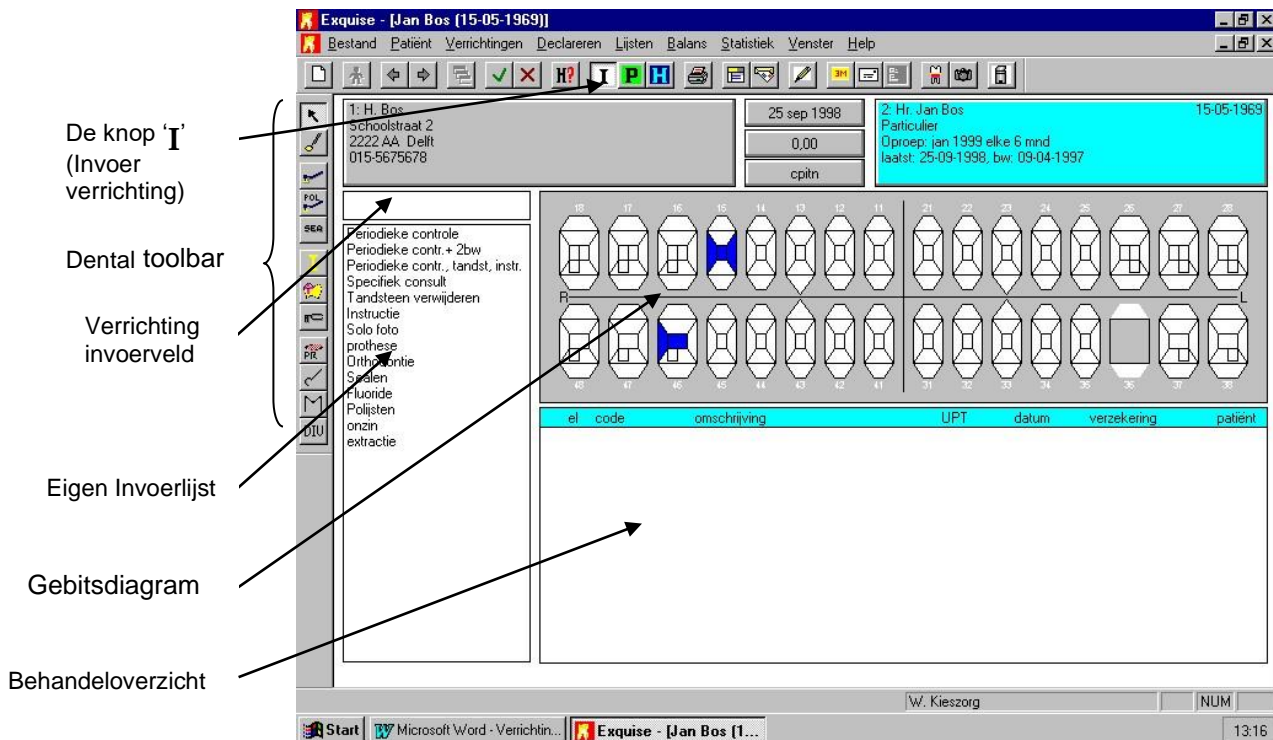 Exquise - [Jan Bos (15-05-1969)]
Bestand Patiënt Verrichtingen Declareren Lijsten Balans Statistiek Venster Help
H? I P H 3M
De knop ‘I’
(Invoer
verrichting)
Dental toolbar
Verrichting
invoerveld
Eigen Invoerlijst
Gebitsdiagram
Behandeloverzicht
POL
SEA
PR
DIV
1: H. Bos
Schoolstraat 2
2222 AA Delft
015-5675678
25 sep 1998
0,00
cpitn
2: Hr. Jan Bos 15-05-1969
Particulier
Oproep: jan 1999 elke 6 mnd
laatst: 25-09-1998, bw: 09-04-1997
Periodieke controle
Periodieke contr.+ 2bw
Periodieke contr., tandst, instr.
Specifiek consult
Tandsteen verwijderen
Instructie
Solo foto
prothese
Orthodontie
Sealen
Fluoride
Polijsten
onzin
extractie
18 17 16 15 14 13 12 11 21 22 23 24 25 26 27 28
R L
48 47 46 45 44 43 42 41 31 32 33 34 35 36 37 38
el code omschrijving UPT datum verzekering patiënt
W. Kieszorg NUM
Start Microsoft Word - Verrichtin... Exquise - [Jan Bos (1... 13:16